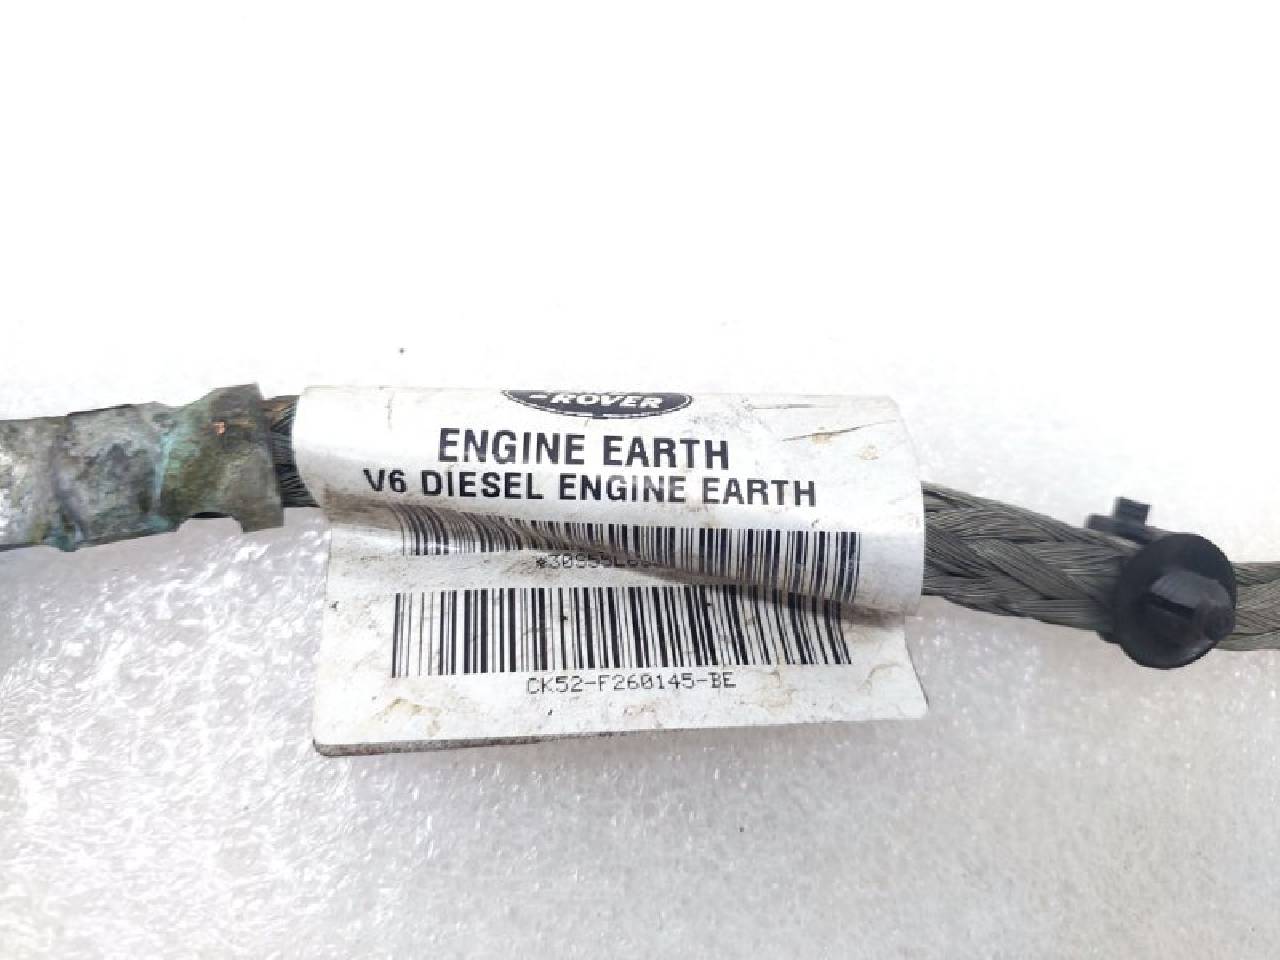 -ROVER
ENGINE EARTH
V6 DIESEL ENGINE EARTH
CK52-F260145-BE